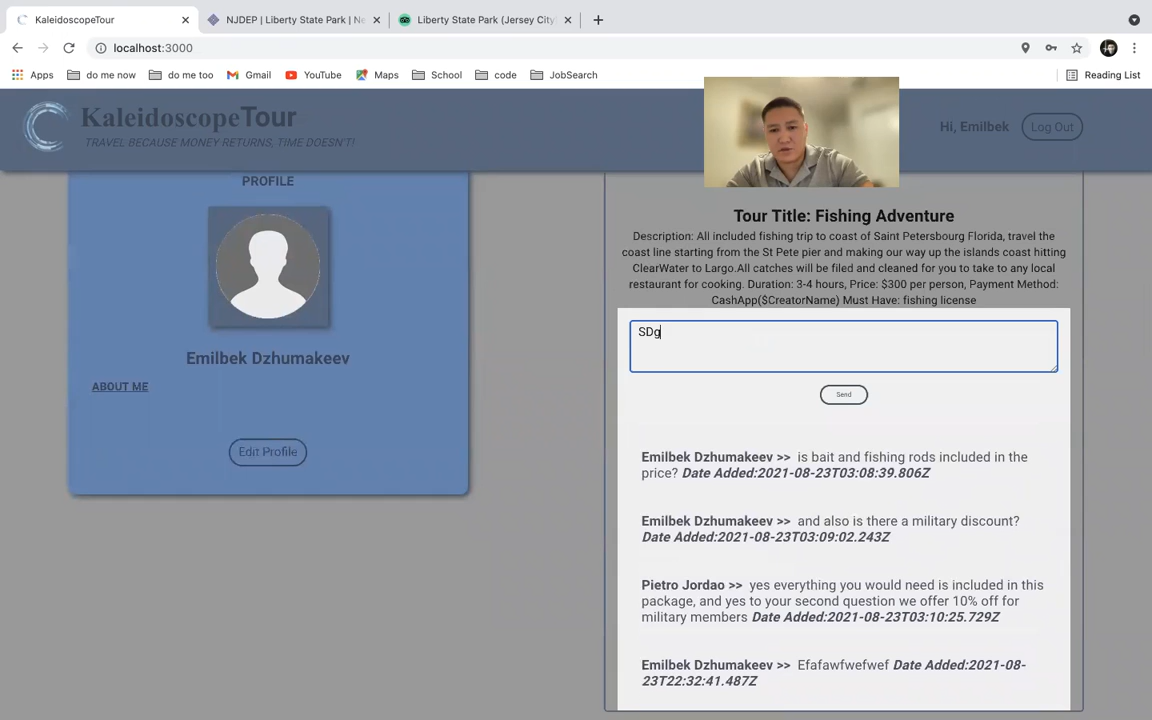 KaleidoscopeTour
NJDEP | Liberty State Park | Ne
Liberty State Park (Jersey City
localhost:3000
Apps
do me now
do me too
Gmail
YouTube
Maps
School
code
JobSearch
Reading List
KaleidoscopeTour
TRAVEL BECAUSE MONEY RETURNS, TIME DOESN'T!
Hi, Emilbek
Log Out
PROFILE
Emilbek Dzhumakeev
ABOUT ME
Edit Profile
Tour Title: Fishing Adventure
Description: All included fishing trip to coast of Saint Petersbourg Florida, travel the
coast line starting from the St Pete pier and making our way up the islands coast hitting
ClearWater to Largo.All catches will be filed and cleaned for you to take to any local
restaurant for cooking. Duration: 3-4 hours, Price: $300 per person, Payment Method:
CashApp($CreatorName) Must Have: fishing license
SDg
Send
Emilbek Dzhumakeev >> is bait and fishing rods included in the
price? Date Added:2021-08-23T03:08:39.806Z
Emilbek Dzhumakeev >> and also is there a military discount?
Date Added:2021-08-23T03:09:02.243Z
Pietro Jordao >> yes everything you would need is included in this
package, and yes to your second question we offer 10% off for
military members Date Added:2021-08-23T03:10:25.729Z
Emilbek Dzhumakeev >> Efafawfwefwef Date Added:2021-08-
23T22:32:41.487Z